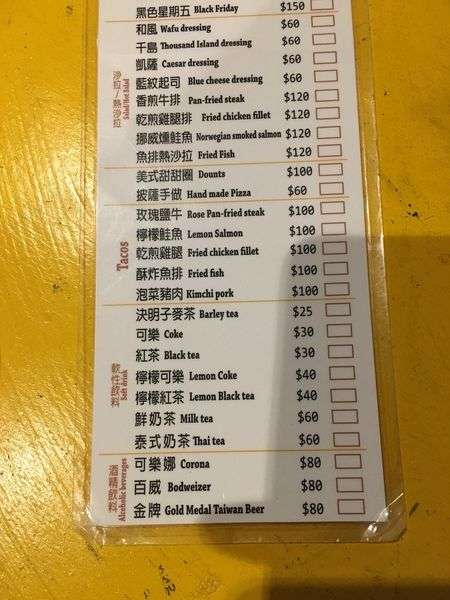 黑色星期五 Black Friday $150
和風 Wafu dressing $60
千島 Thousand Island dressing $60
凱薩 Caesar dressing $60
沙拉/熱沙拉
Salad/Hot Salad
藍紋起司 Blue cheese dressing $60
香煎牛排 Pan-fried steak $120
乾煎雞腿排 Fried chicken fillet $120
挪威燻鮭魚 Norwegian smoked salmon $120
魚排熱沙拉 Fried Fish $120
美式甜甜圈 Dounts $100
披薩手做 Hand made Pizza $60
Tacos
玫瑰鹽牛 Rose Pan-fried steak $100
檸檬鮭魚 Lemon Salmon $100
乾煎雞腿 Fried chicken fillet $100
酥炸魚排 Fried fish $100
泡菜豬肉 Kimchi pork $100
決明子麥茶 Barley tea $25
可樂 Coke $30
紅茶 Black tea $30
軟性飲料
Soft drink
檸檬可樂 Lemon Coke $40
檸檬紅茶 Lemon Black tea $40
鮮奶茶 Milk tea $60
泰式奶茶 Thai tea $60
酒精飲料
Alcoholic beverages
可樂娜 Corona $80
百威 Bodweizer $80
金牌 Gold Medal Taiwan Beer $80